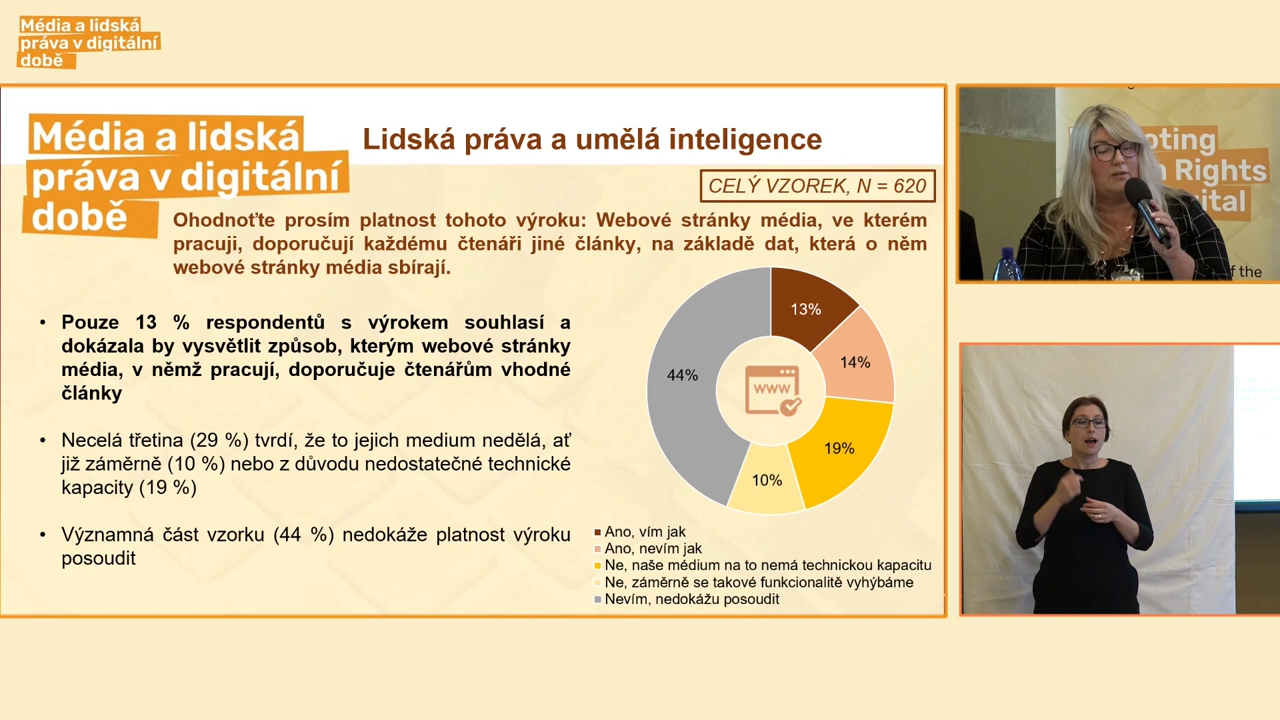 Média a lidská
práva v digitální
době
Média a lidská
práva v digitální
době
Lidská práva a umělá inteligence
CELÝ VZOREK, N = 620
Ohodnoťte prosím platnost tohoto výroku: Webové stránky média, ve kterém
pracuji, doporučují každému čtenáři jiné články, na základě dat, která o něm
webové stránky média sbírají.
• Pouze 13 % respondentů s výrokem souhlasí a
dokázala by vysvětlit způsob, kterým webové stránky
média, v němž pracují, doporučuje čtenářům vhodné
články
• Necelá třetina (29 %) tvrdí, že to jejich medium nedělá, ať
již záměrně (10 %) nebo z důvodu nedostatečné technické
kapacity (19 %)
• Významná část vzorku (44 %) nedokáže platnost výroku
posoudit
13%
14%
19%
10%
44%
www
Ano, vím jak
Ano, nevím jak
Ne, naše médium na to nemá technickou kapacitu
Ne, záměrně se takové funkcionalitě vyhýbáme
Nevím, nedokážu posoudit
oting
Rights
ital
of the